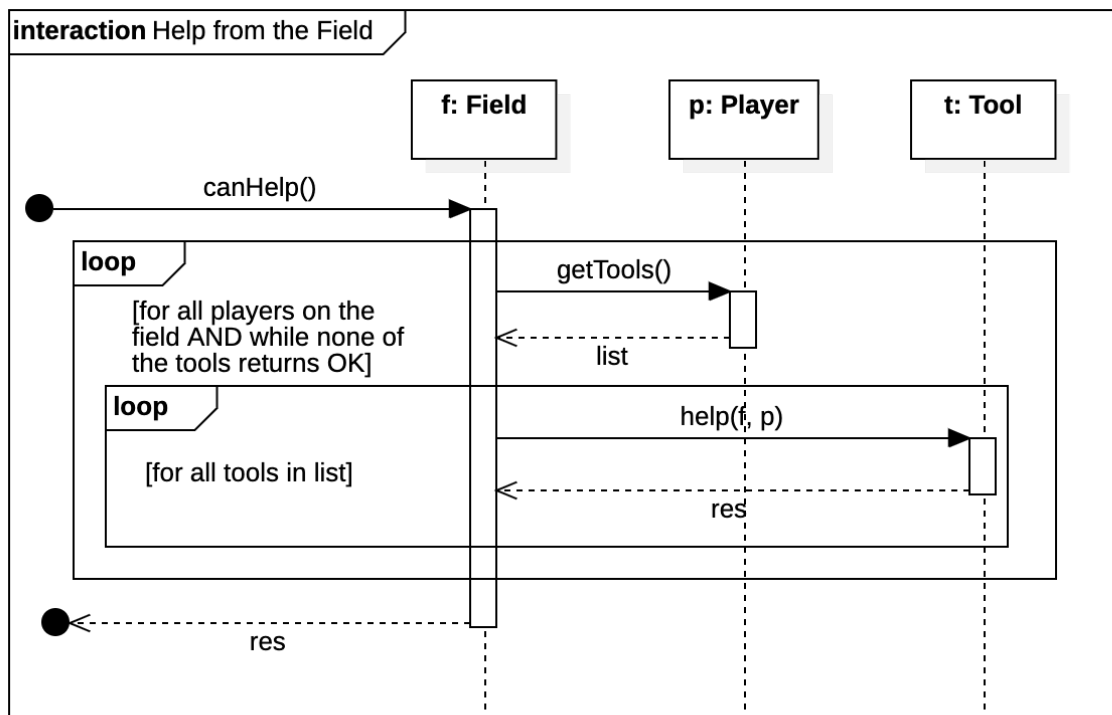 interaction Help from the Field
f: Field
p: Player
t: Tool
canHelp()
loop
getTools()
[for all players on the
field AND while none of
the tools returns OK]
list
loop
help(f, p)
[for all tools in list]
res
res